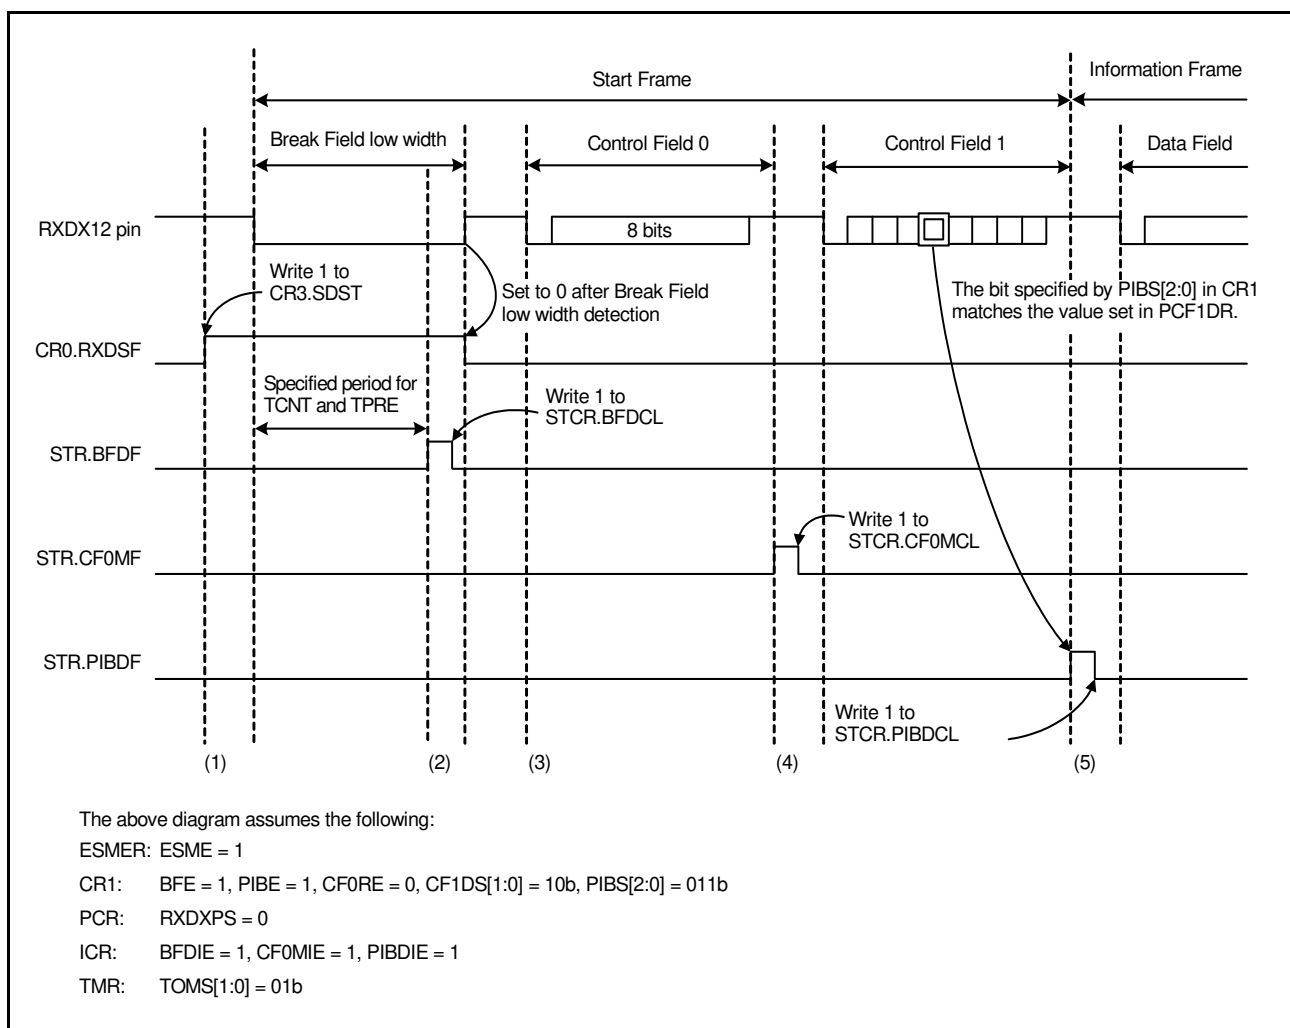 Start Frame
Information Frame
Break Field low width
Control Field 0
Control Field 1
Data Field
RXDX12 pin
8 bits
Write 1 to
CR3.SDST
Set to 0 after Break Field
low width detection
The bit specified by PIBS[2:0] in CR1
matches the value set in PCF1DR.
CR0.RXDSF
Specified period for
TCNT and TPRE
Write 1 to
STCR.BFDCL
STR.BFDF
Write 1 to
STCR.CF0MCL
STR.CF0MF
STR.PIBDF
Write 1 to
STCR.PIBDCL
(1)
(2)
(3)
(4)
(5)
The above diagram assumes the following:
ESMER: ESME = 1
CR1: BFE = 1, PIBE = 1, CF0RE = 0, CF1DS[1:0] = 10b, PIBS[2:0] = 011b
PCR: RXDXPS = 0
ICR: BFDIE = 1, CF0MIE = 1, PIBDIE = 1
TMR: TOMS[1:0] = 01b